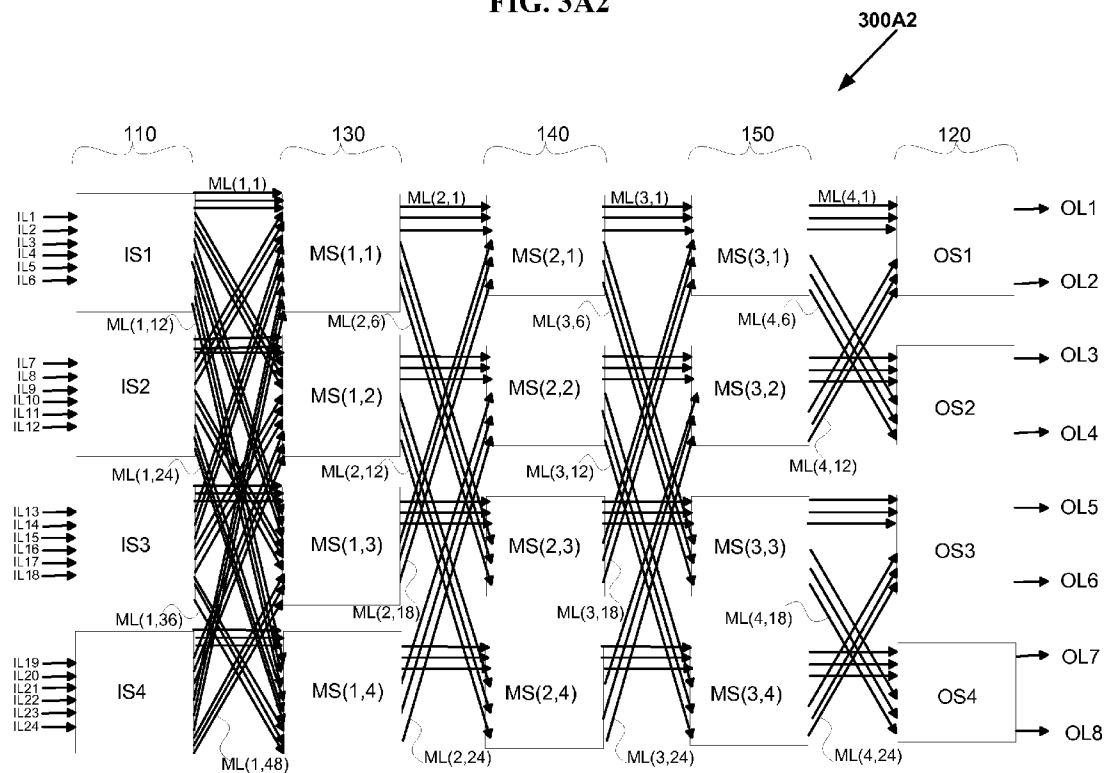 FIG. 3A2
300A2
110
130
140
150
120
ML(1,1)
ML(2,1)
ML(3,1)
ML(4,1)
IL1
IL2
IL3
IL4
IL5
IL6
IS1
MS(1,1)
MS(2,1)
MS(3,1)
OS1
OL1
OL2
ML(1,12)
ML(2,6)
ML(3,6)
ML(4,6)
IL7
IL8
IL9
IL10
IL11
IL12
IS2
MS(1,2)
MS(2,2)
MS(3,2)
OS2
OL3
OL4
ML(1,24)
ML(2,12)
ML(3,12)
ML(4,12)
IL13
IL14
IL15
IL16
IL17
IL18
IS3
MS(1,3)
MS(2,3)
MS(3,3)
OS3
OL5
OL6
ML(1,36)
ML(2,18)
ML(3,18)
ML(4,18)
IL19
IL20
IL21
IL22
IL23
IL24
IS4
MS(1,4)
MS(2,4)
MS(3,4)
OS4
OL7
OL8
ML(1,48)
ML(2,24)
ML(3,24)
ML(4,24)